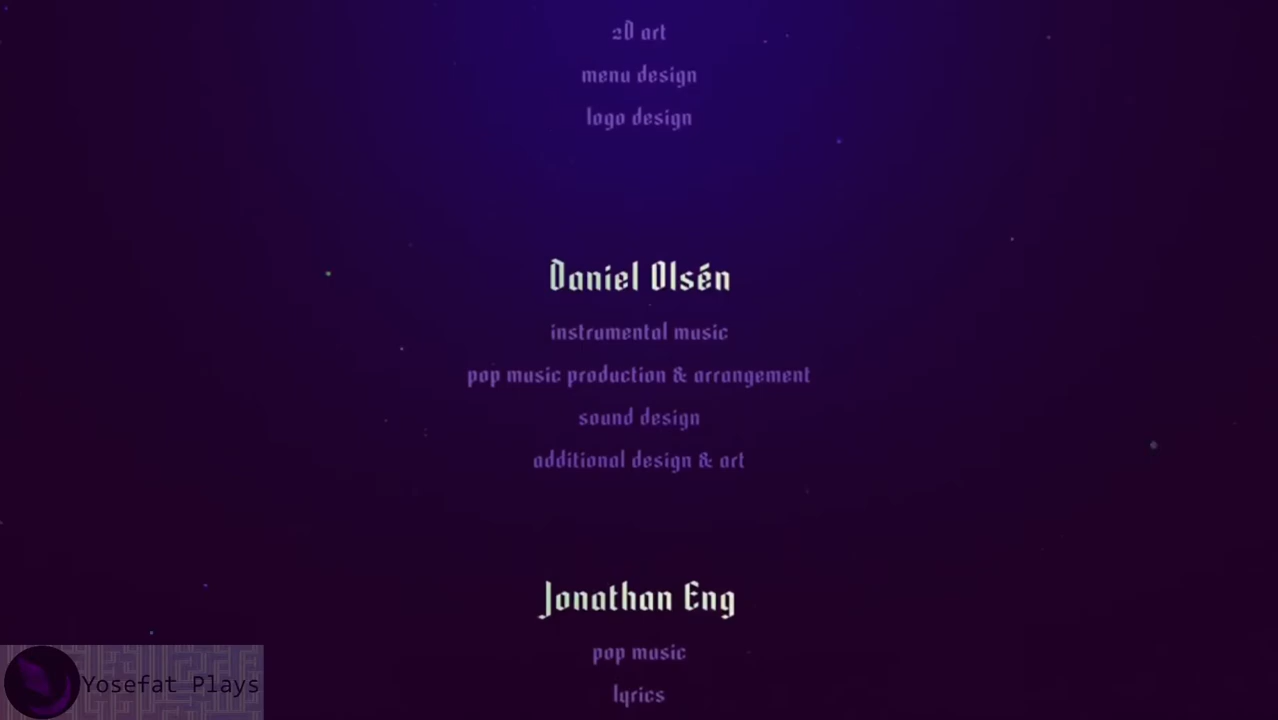 2D art
menu design
logo design
Daniel Olsén
instrumental music
pop music production & arrangement
sound design
additional design & art
Jonathan Eng
pop music
lyrics
Yosefat Plays